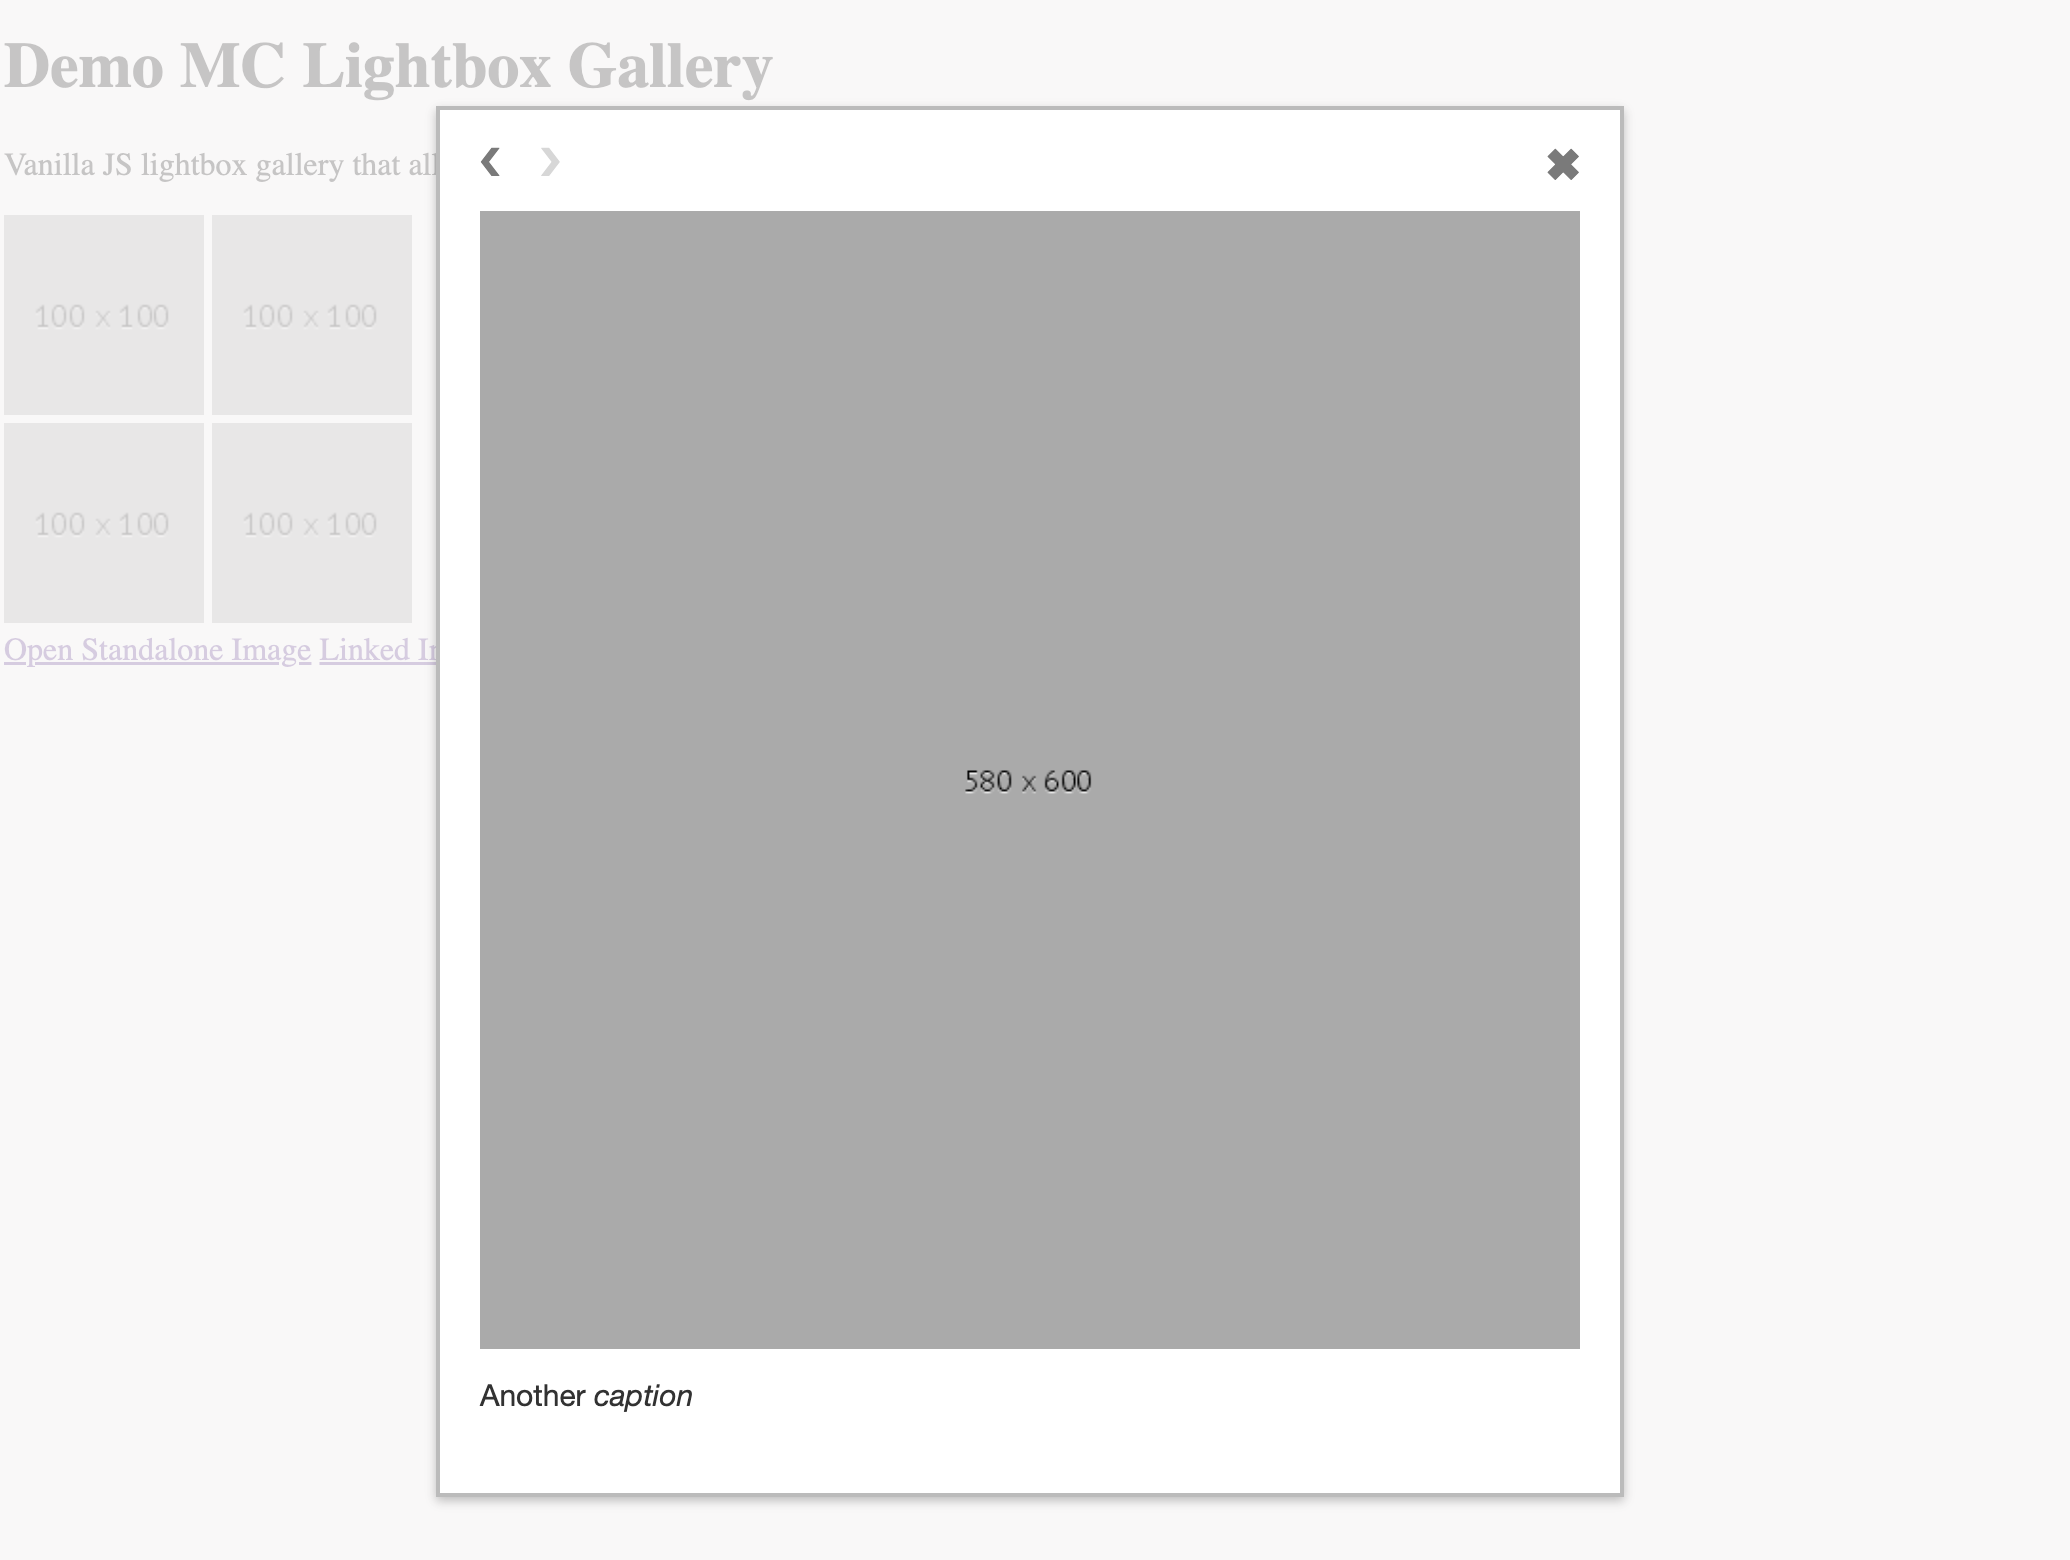 Demo MC Lightbox Gallery
Vanilla JS lightbox gallery that
100 x 100 100 x 100
100 x 100 100 x 100
Open Standalone Image Linked
580 x 600
Another caption